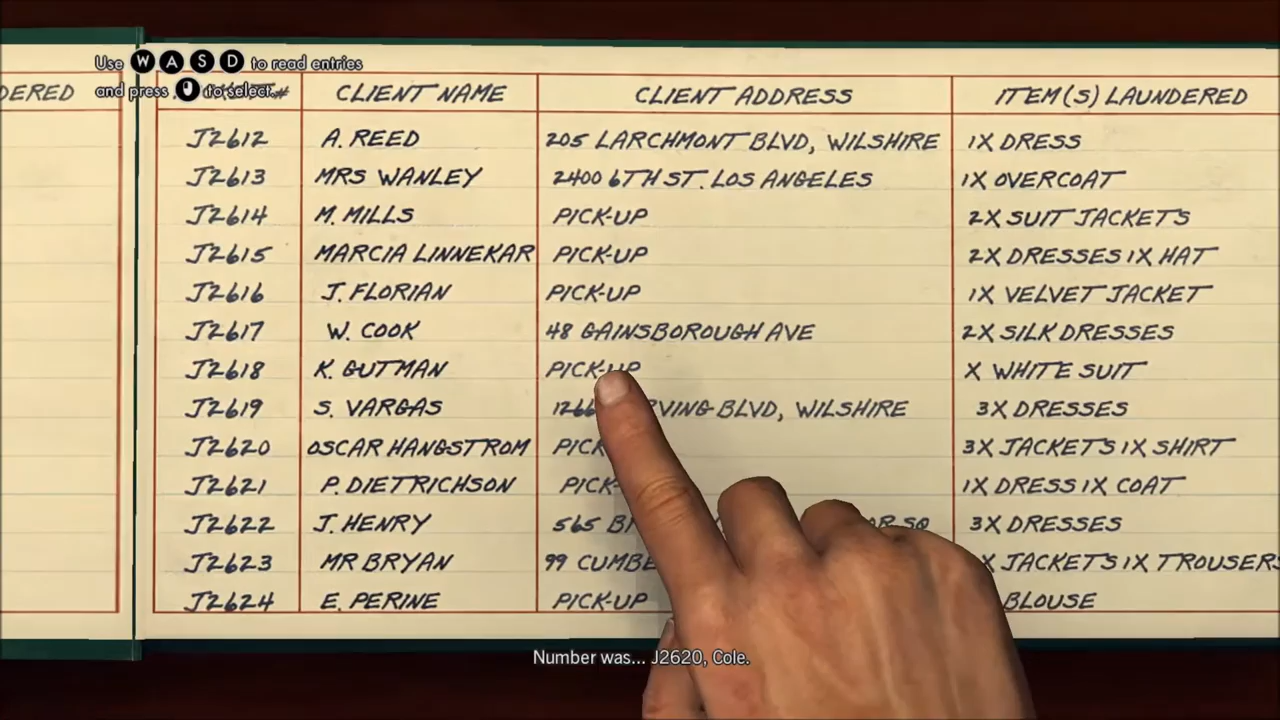 Use W A S D to read entries
and press to select.
DERED
# CLIENT NAME CLIENT ADDRESS ITEM(S) LAUNDERED
J2612 A. REED 205 LARCHMONT BLVD, WILSHIRE 1X DRESS
J2613 MRS WANLEY 2400 6TH ST. LOS ANGELES 1X OVERCOAT
J2614 M. MILLS PICK-UP 2X SUIT JACKETS
J2615 MARCIA LINNEKAR PICK-UP 2X DRESSES 1X HAT
J2616 J. FLORIAN PICK-UP 1X VELVET JACKET
J2617 W. COOK 48 GAINSBOROUGH AVE 2X SILK DRESSES
J2618 K. GUTMAN PICK-UP X WHITE SUIT
J2619 S. VARGAS BLVD, WILSHIRE 3X DRESSES
J2620 OSCAR HANGSTROM PICK 3X JACKETS 1X SHIRT
J2621 P. DIETRICHSON PICK- 1X DRESS 1X COAT
J2622 J. HENRY 565 3X DRESSES
J2623 MR BRYAN 99 X JACKETS 1X TROUSERS
J2624 E. PERINE PICK-UP BLOUSE
Number was... J2620, Cole.